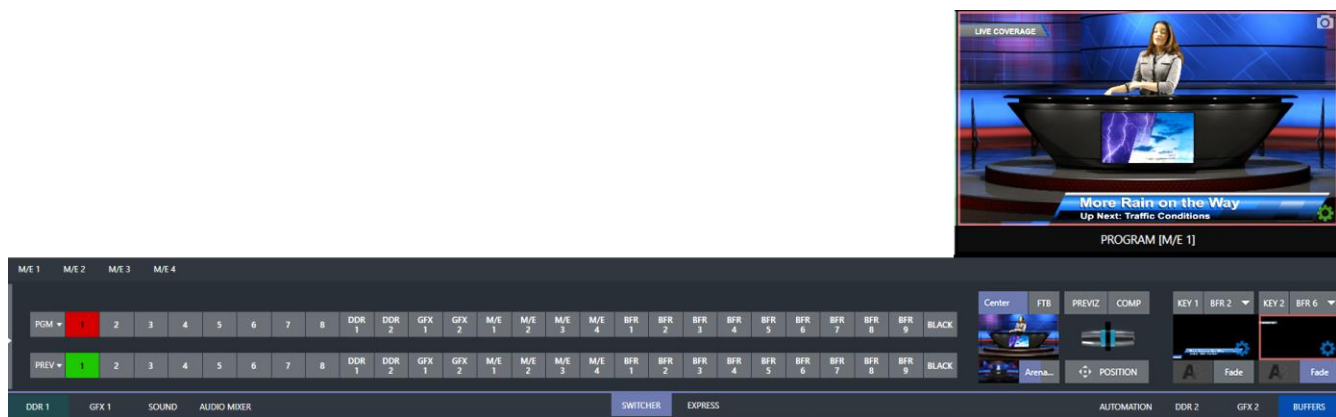 LIVE COVERAGE
More Rain on the Way
Up Next: Traffic Conditions
PROGRAM [M/E 1]
M/E 1 M/E 2 M/E 3 M/E 4
Center FTB PREVIZ COMP KEY 1 BFR 2 KEY 2 BFR 6
PGM 1 2 3 4 5 6 7 8 DDR 1 DDR 2 GFX 1 GFX 2 M/E 1 M/E 2 M/E 3 M/E 4 BFR 1 BFR 2 BFR 3 BFR 4 BFR 5 BFR 6 BFR 7 BFR 8 BFR 9 BLACK
PREV 1 2 3 4 5 6 7 8 DDR 1 DDR 2 GFX 1 GFX 2 M/E 1 M/E 2 M/E 3 M/E 4 BFR 1 BFR 2 BFR 3 BFR 4 BFR 5 BFR 6 BFR 7 BFR 8 BFR 9 BLACK
Arena... POSITION A Fade A Fade
DDR 1 GFX 1 SOUND AUDIO MIXER SWITCHER EXPRESS AUTOMATION DDR 2 GFX 2 BUFFERS